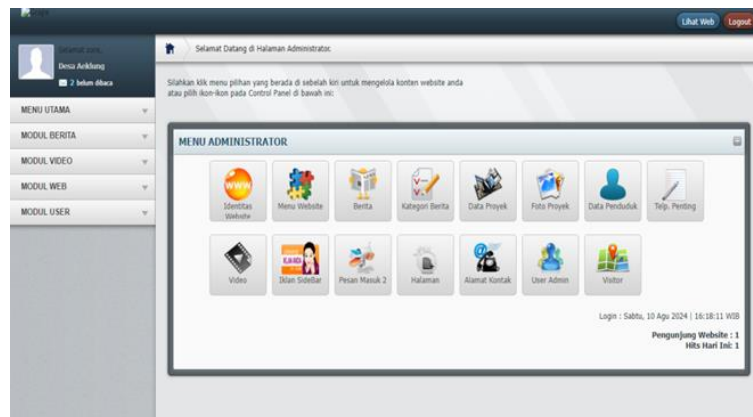 Lihat Web
Logout
Selamat Datang di Halaman Administrator.
2 belum dibaca
Silahkan klik menu pilihan yang berada di sebelah kiri untuk mengelola konten website anda
atau pilih ikon-ikon pada Control Panel di bawah ini:
MENU UTAMA
MODUL BERITA
MODUL VIDEO
MODUL WEB
MODUL USER
MENU ADMINISTRATOR
Identitas Website
Menu Website
Berita
Kategori Berita
Data Proyek
Foto Proyek
Data Penduduk
Telp. Penting
Video
Iklan SideBar
Pesan Masuk 2
Halaman
Alamat Kontak
User Admin
Visitor
Login : Sabtu, 10 Agu 2024 | 16:18:11 WIB
Pengunjung Website : 1
Hits Hari Ini: 1